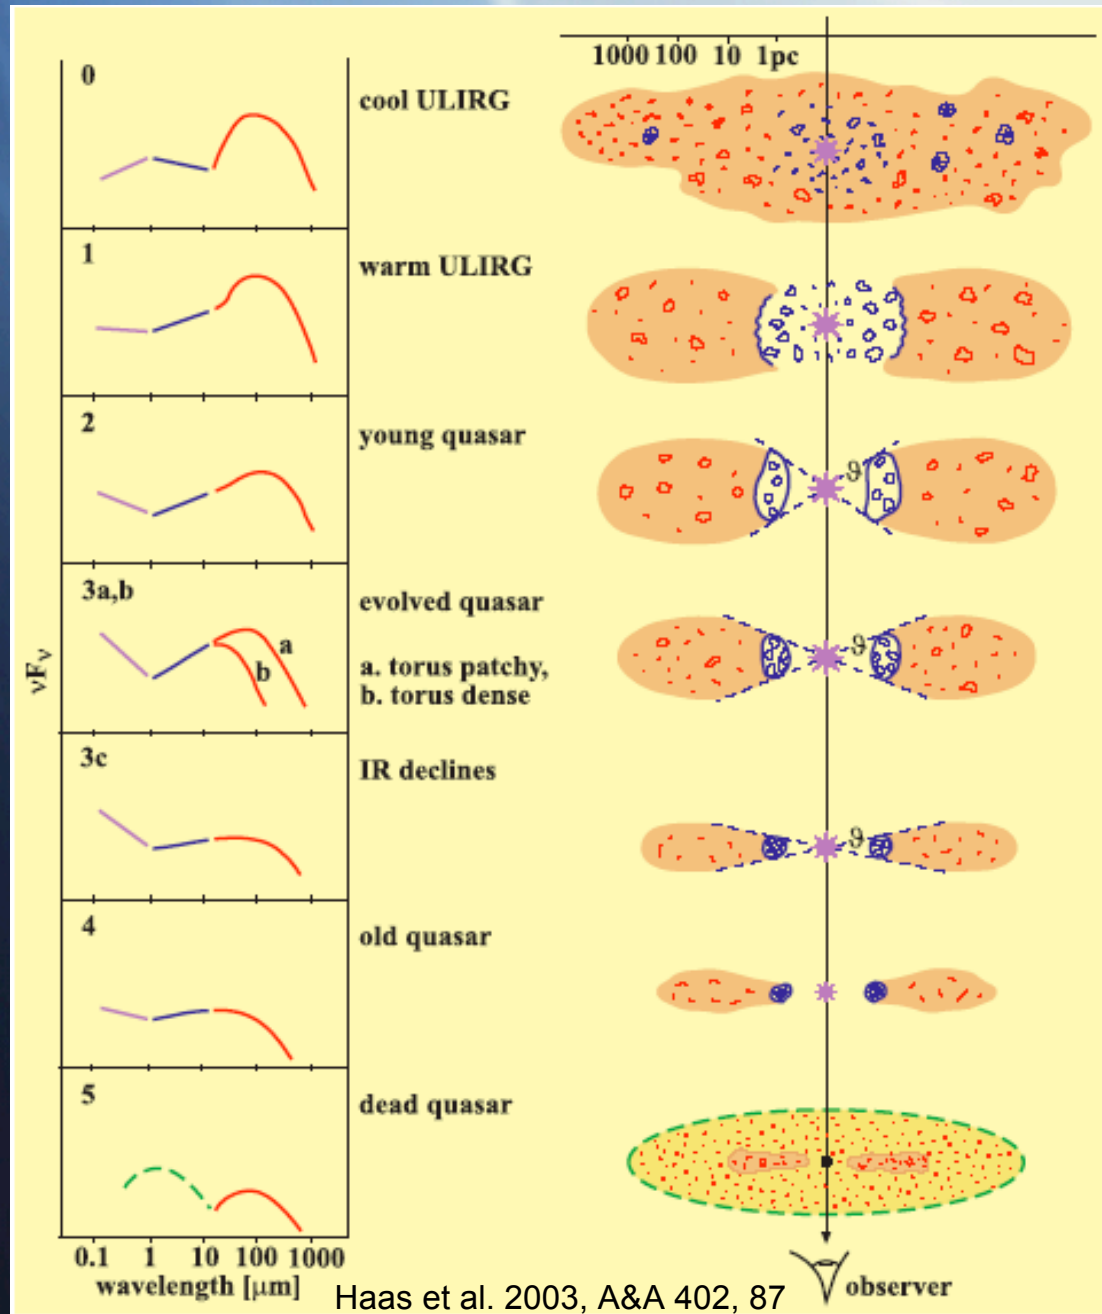 1000 100 10 1pc
0
cool ULIRG
1
warm ULIRG
2
young quasar
ϑ
3a,b
evolved quasar
a
b
a. torus patchy,
b. torus dense
ϑ
νFν
3c
IR declines
ϑ
4
old quasar
5
dead quasar
0.1 1 10 100 1000
wavelength [μm]
observer
Haas et al. 2003, A&A 402, 87